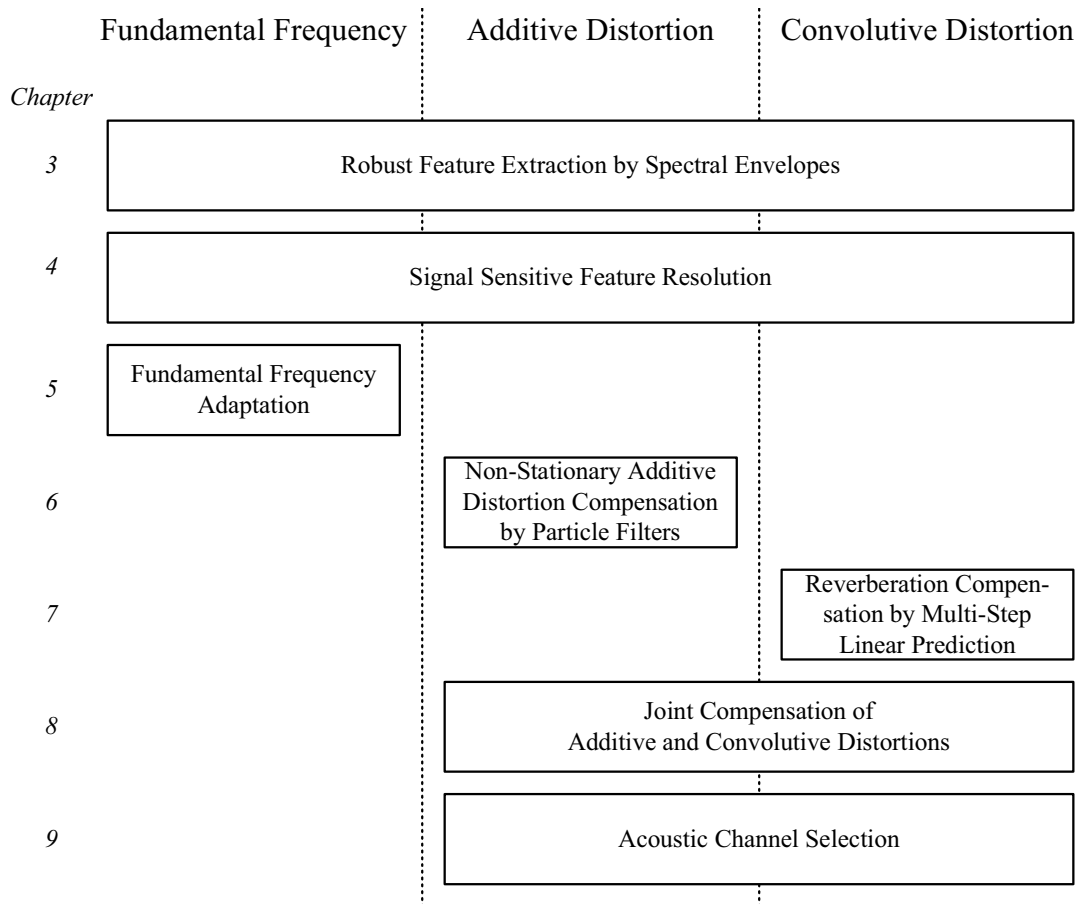 Fundamental Frequency
Additive Distortion
Convolutive Distortion
Chapter
3
Robust Feature Extraction by Spectral Envelopes
4
Signal Sensitive Feature Resolution
5
Fundamental Frequency
Adaptation
6
Non-Stationary Additive
Distortion Compensation
by Particle Filters
7
Reverberation Compen-
sation by Multi-Step
Linear Prediction
8
Joint Compensation of
Additive and Convolutive Distortions
9
Acoustic Channel Selection